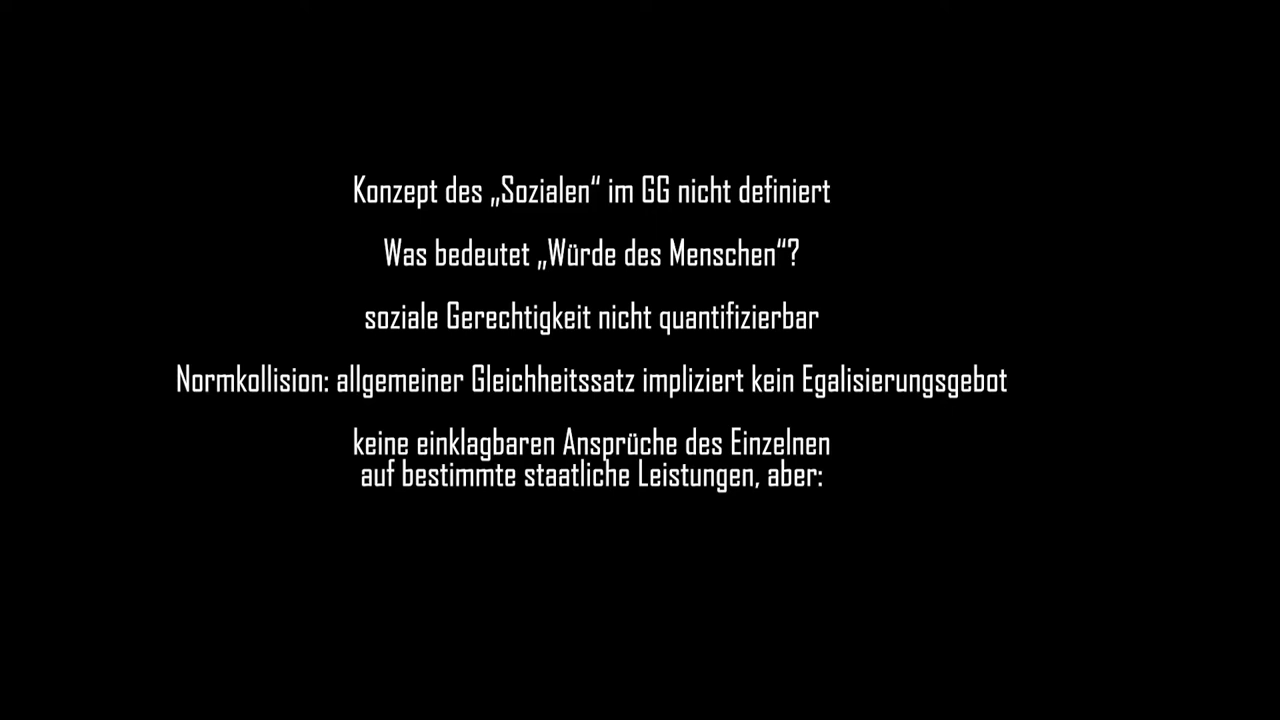 Konzept des „Sozialen“ im GG nicht definiert
Was bedeutet „Würde des Menschen“?
soziale Gerechtigkeit nicht quantifizierbar
Normkollision: allgemeiner Gleichheitssatz impliziert kein Egalisierungsgebot
keine einklagbaren Ansprüche des Einzelnen
auf bestimmte staatliche Leistungen, aber: